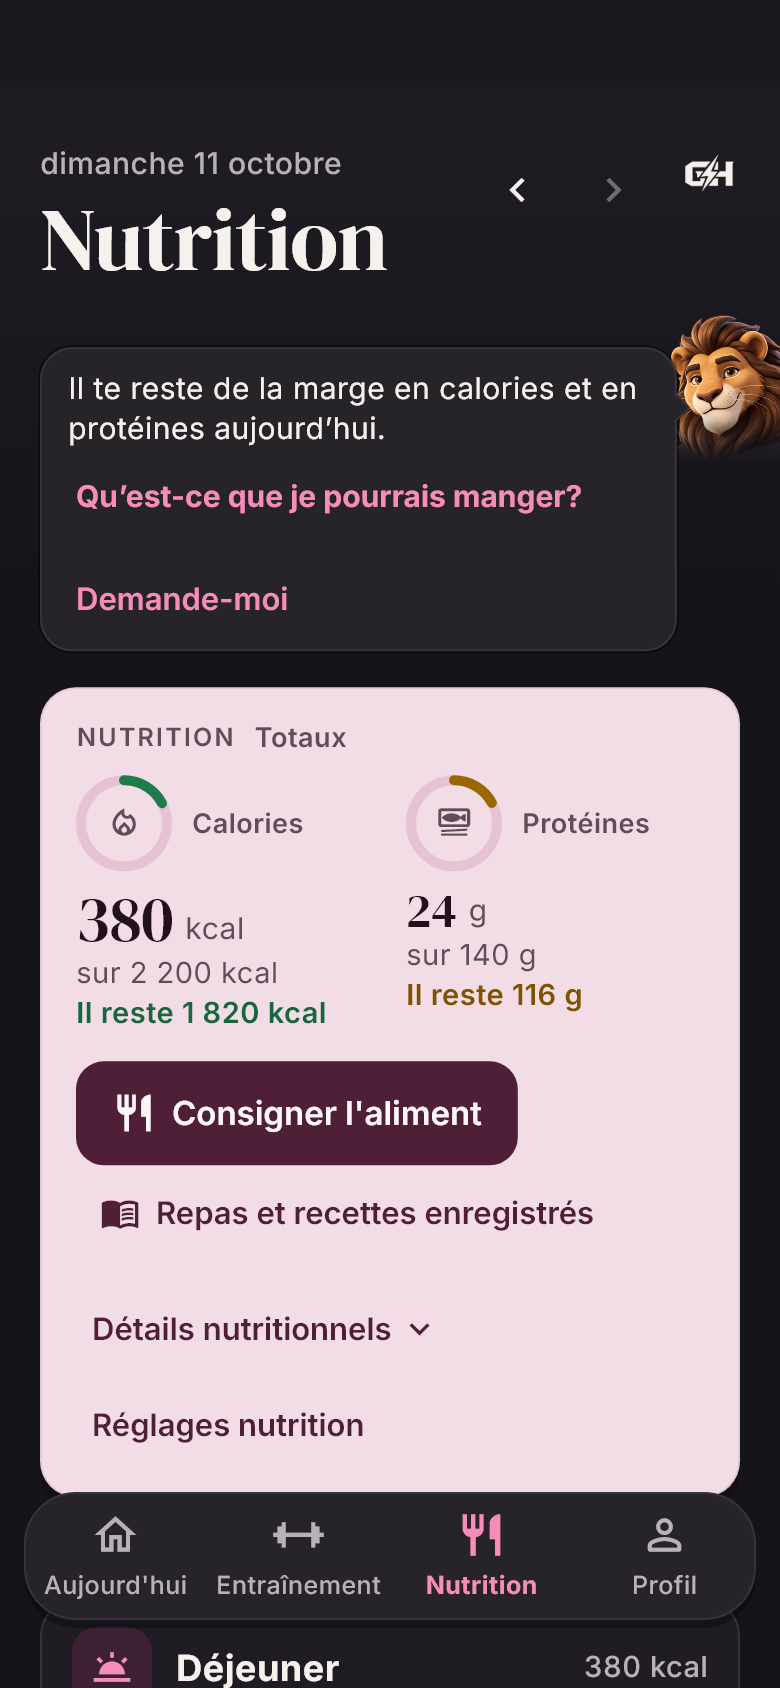 dimanche 11 octobre
Nutrition
GH
Il te reste de la marge en calories et en
protéines aujourd’hui.
Qu’est-ce que je pourrais manger?
Demande-moi
NUTRITION Totaux
Calories
Protéines
380 kcal
sur 2 200 kcal
Il reste 1 820 kcal
24 g
sur 140 g
Il reste 116 g
Consigner l'aliment
Repas et recettes enregistrés
Détails nutritionnels
Réglages nutrition
Aujourd'hui
Entraînement
Nutrition
Profil
Déjeuner
380 kcal